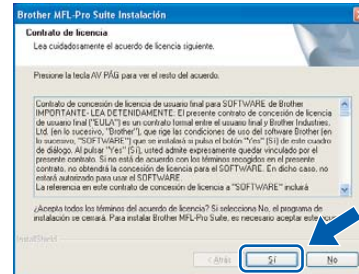 Brother MFL-Pro Suite Instalación
Contrato de licencia
Lea cuidadosamente el acuerdo de licencia siguiente.
Presione la tecla AV PÁG para ver el resto del acuerdo.
Contrato de concesión de licencia de usuario final para SOFTWARE de Brother
IMPORTANTE- LEA DETENIDAMENTE: El presente contrato de concesión de licencia
de usuario final ("EULA") es un contrato formal entre el usuario final y Brother Industries,
Ltd. (en lo sucesivo, "Brother"), que rige las condiciones de uso del software Brother (en
lo sucesivo, "SOFTWARE") que se instalará si pulsa el botón "Yes" (Sí) de este cuadro
de diálogo. Al pulsar "Yes" (Sí), usted admite expresamente quedar vinculado por el
presente contrato. Si no está de acuerdo con los términos recogidos en el presente
contrato, no obtendrá la concesión de licencia para el SOFTWARE. En dicho caso, no
estará autorizado para usar el SOFTWARE.
La referencia en este contrato de concesión de licencia a "SOFTWARE" incluirá
¿Acepta todos los términos del acuerdo de licencia? Si selecciona No, el programa de
instalación se cerrará. Para instalar Brother MFL-Pro Suite, es necesario aceptar este
InstallShield
< Atrás
Sí
No